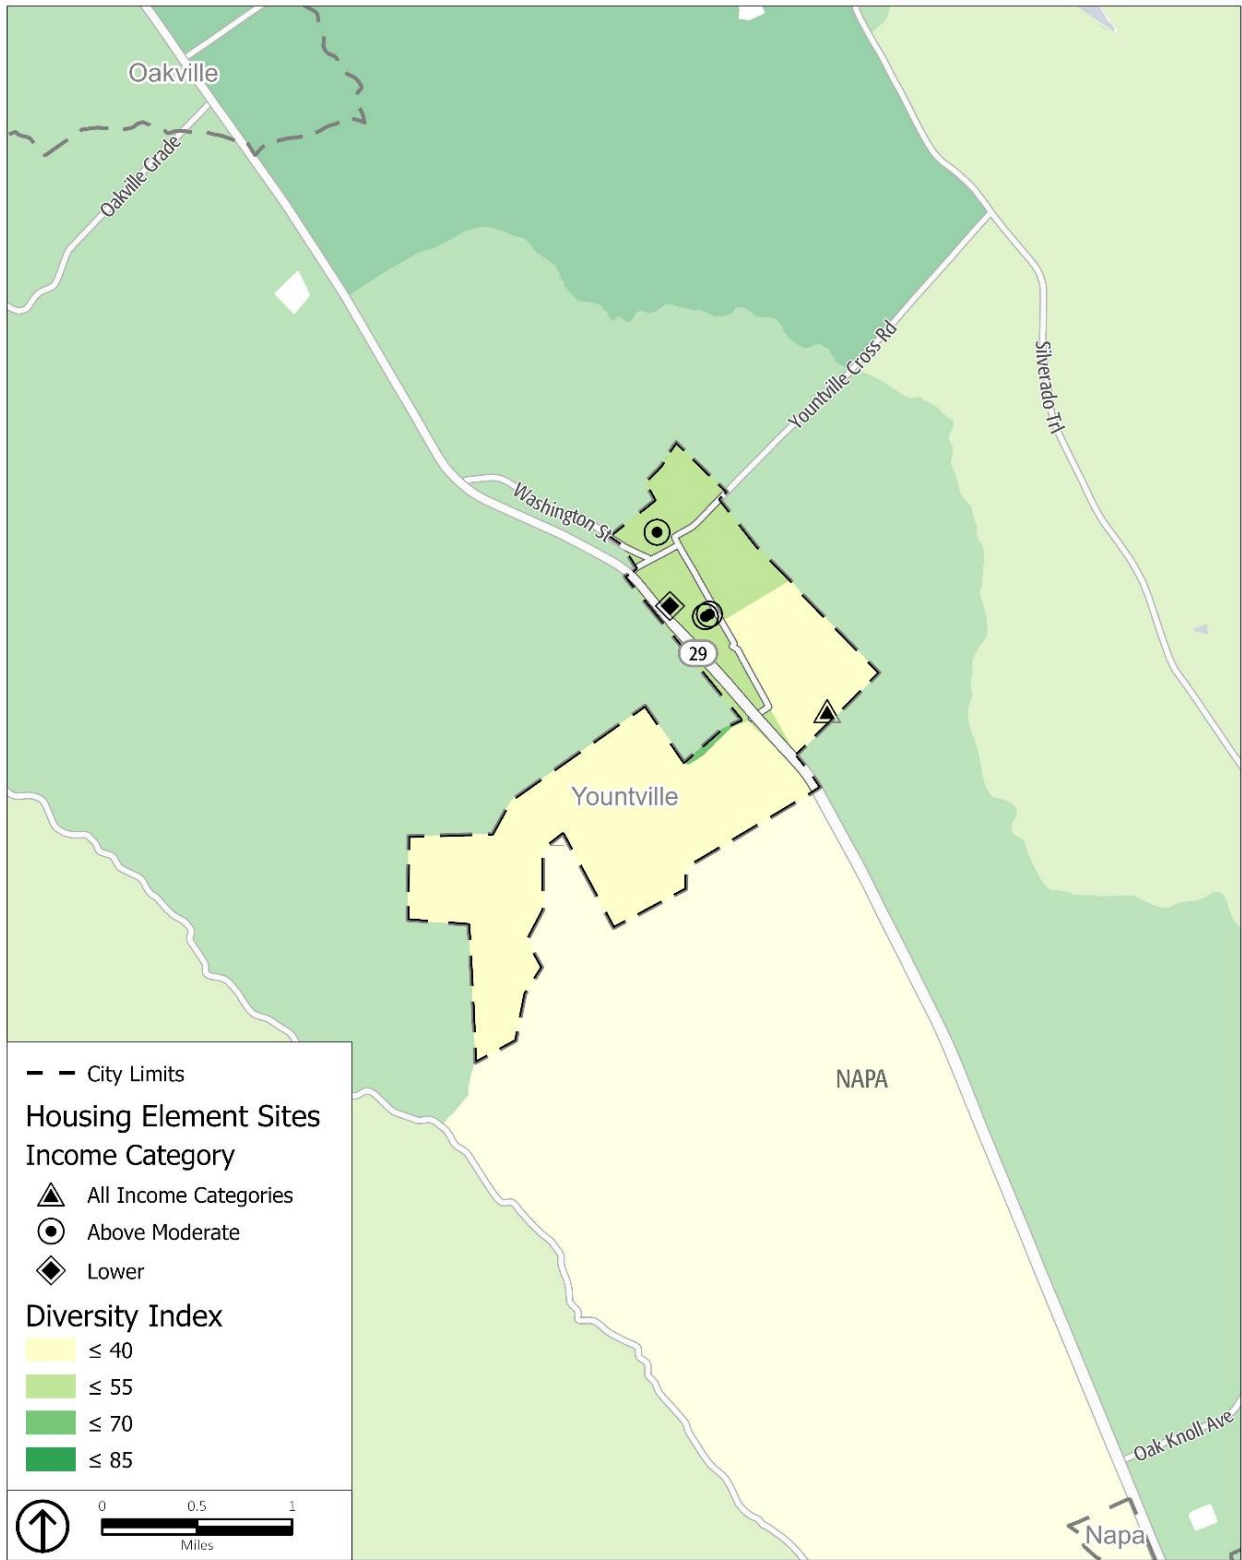 Oakville
Oakville Grade
Yountville Cross Rd
Silverado Trl
Washington St
29
Yountville
NAPA
City Limits
Housing Element Sites
Income Category
All Income Categories
Above Moderate
Lower
Diversity Index
≤ 40
≤ 55
≤ 70
≤ 85
0 0.5 1
Miles
Oak Knoll Ave
Napa